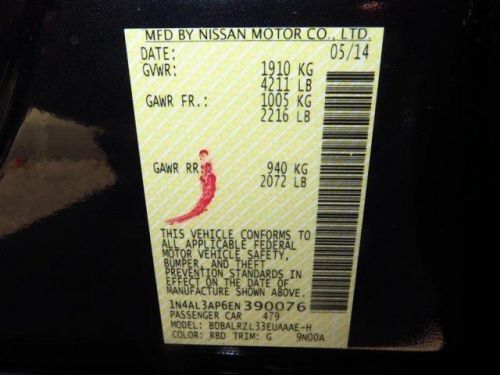 MFD BY NISSAN MOTOR CO., LTD.
DATE: 05/14
GVWR: 1910 KG
4211 LB
GAWR FR.: 1005 KG
2216 LB
GAWR RR: 940 KG
2072 LB
THIS VEHICLE CONFORMS TO
ALL APPLICABLE FEDERAL
MOTOR VEHICLE SAFETY,
BUMPER, AND THEFT
PREVENTION STANDARDS IN
EFFECT ON THE DATE OF
MANUFACTURE SHOWN ABOVE.
1N4AL3AP6EN 390076
PASSENGER CAR 479
MODEL: BDBALRZL33EUAAAE-H
COLOR: RBD TRIM: G 9N00A